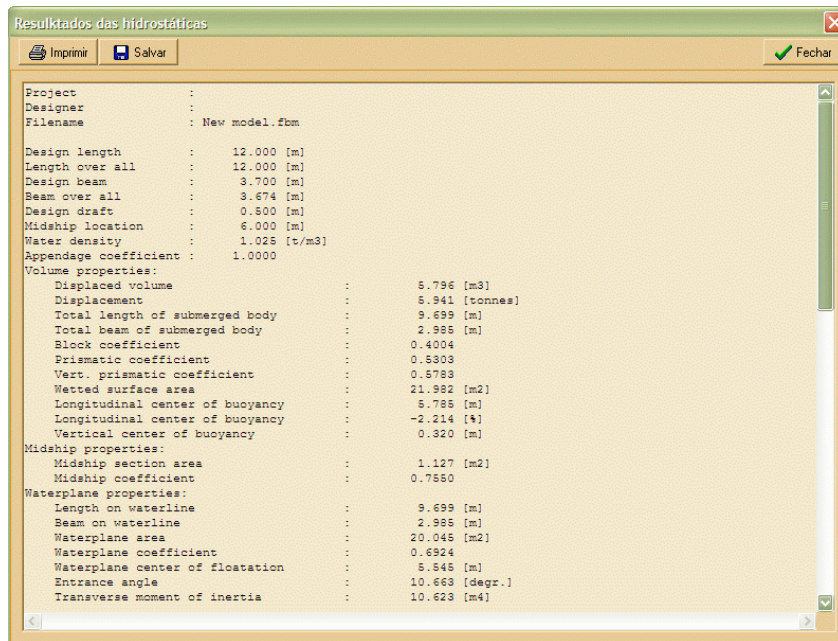 Resulktados das hidrostáticas
Imprimir Salvar Fechar
Project :
Designer :
Filename : New model.fbm
Design length : 12.000 [m]
Length over all : 12.000 [m]
Design beam : 3.700 [m]
Beam over all : 3.674 [m]
Design draft : 0.500 [m]
Midship location : 6.000 [m]
Water density : 1.025 [t/m3]
Appendage coefficient : 1.0000
Volume properties:
Displaced volume : 5.796 [m3]
Displacement : 5.941 [tonnes]
Total length of submerged body : 9.699 [m]
Total beam of submerged body : 2.985 [m]
Block coefficient : 0.4004
Prismatic coefficient : 0.5303
Vert. prismatic coefficient : 0.5783
Wetted surface area : 21.982 [m2]
Longitudinal center of buoyancy : 5.785 [m]
Longitudinal center of buoyancy : -2.214 [%]
Vertical center of buoyancy : 0.320 [m]
Midship properties:
Midship section area : 1.127 [m2]
Midship coefficient : 0.7550
Waterplane properties:
Length on waterline : 9.699 [m]
Beam on waterline : 2.985 [m]
Waterplane area : 20.045 [m2]
Waterplane coefficient : 0.6924
Waterplane center of floatation : 5.545 [m]
Entrance angle : 10.663 [degr.]
Transverse moment of inertia : 10.623 [m4]